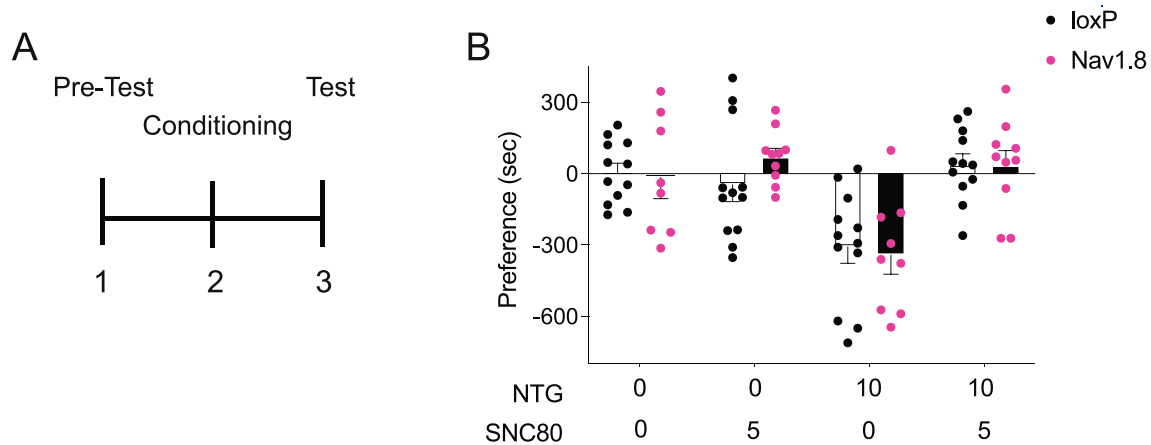 A
Pre-Test
Test
Conditioning
1 2 3
B
loxP
Nav1.8
Preference (sec)
300
0
-300
-600
NTG 0 0 10 10
SNC80 0 5 0 5